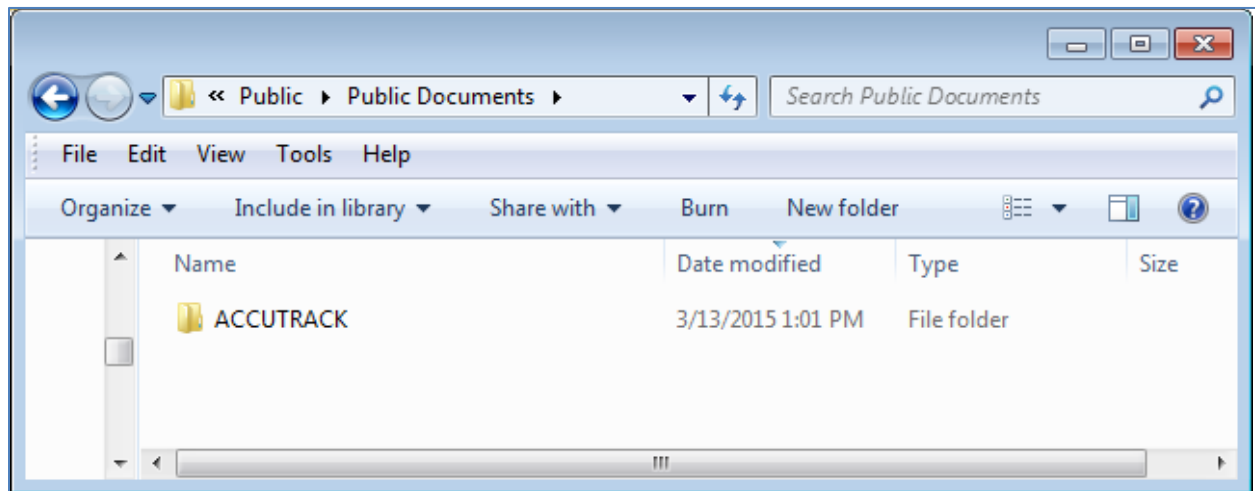 « Public ▸ Public Documents ▸ Search Public Documents
File Edit View Tools Help
Organize ▾ Include in library ▾ Share with ▾ Burn New folder
Name Date modified Type Size
ACCUTRACK 3/13/2015 1:01 PM File folder